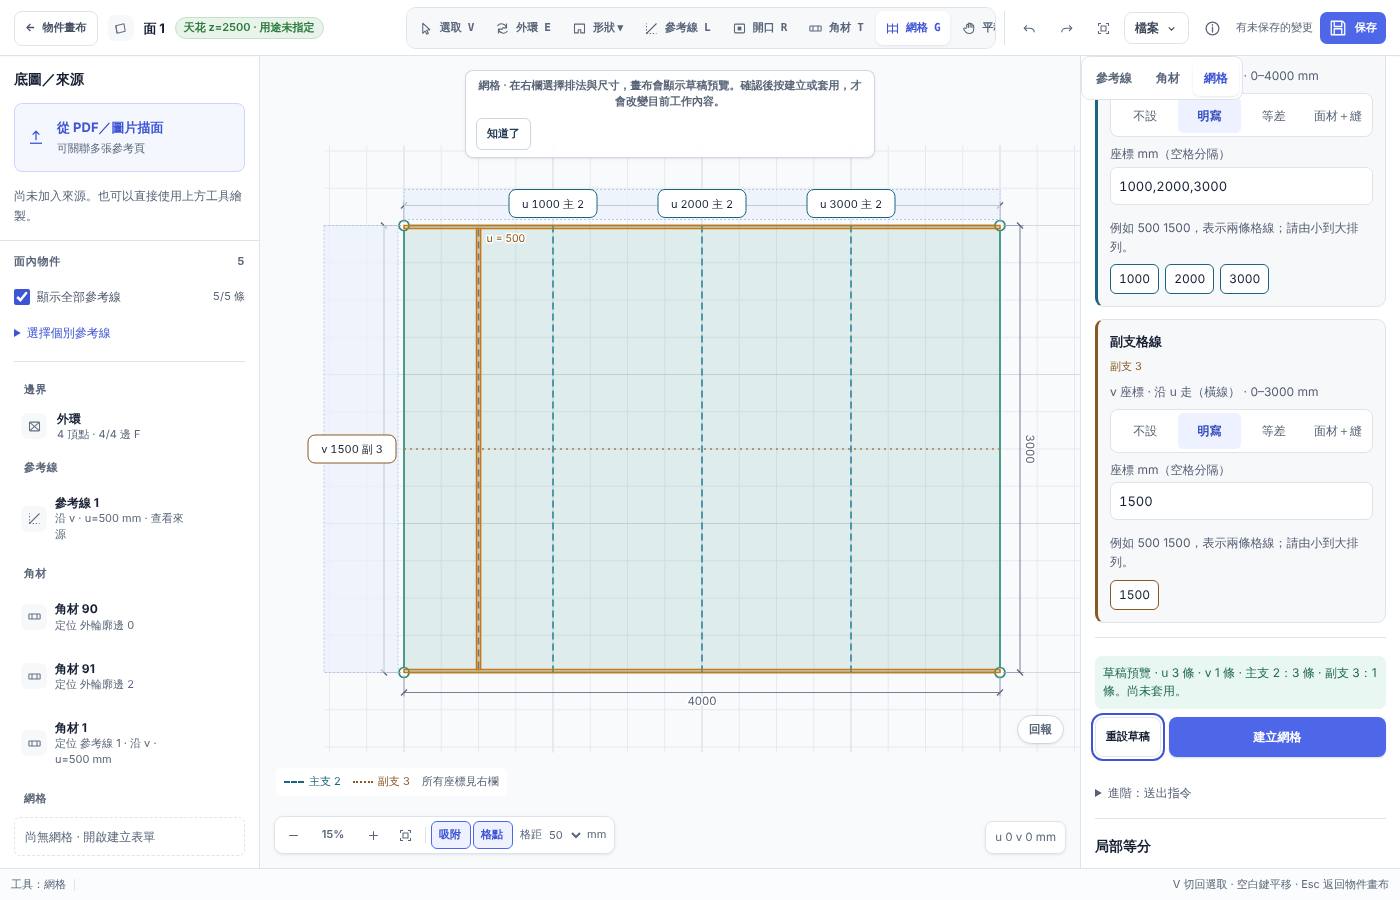 ← 物件畫布
面 1
天花 z=2500 · 用途未指定
選取 V
外環 E
形狀 ▾
參考線 L
開口 R
角材 T
網格 G
檔案
有未保存的變更
保存
底圖／來源
從 PDF／圖片描面
可關聯多張參考頁
尚未加入來源。也可以直接使用上方工具繪
製。
面內物件 5
顯示全部參考線 5/5 條
選擇個別參考線
邊界
外環
4 頂點 · 4/4 邊 F
參考線
參考線 1
沿 v · u=500 mm · 查看來
源
角材
角材 90
定位 外輪廓邊 0
角材 91
定位 外輪廓邊 2
角材 1
定位 參考線 1 · 沿 v ·
u=500 mm
網格
尚無網格 · 開啟建立表單
網格 · 在右欄選擇排法與尺寸，畫布會顯示草稿預覽。確認後按建立或套用，才
會改變目前工作內容。
知道了
u 1000 主 2
u 2000 主 2
u 3000 主 2
u = 500
v 1500 副 3
3000
4000
回報
主支 2 副支 3 所有座標見右欄
15%
吸附
格點
格距 50 mm
u 0 v 0 mm
參考線
角材
網格
· 0–4000 mm
不設 明寫 等差 面材＋縫
座標 mm（空格分隔）
1000,2000,3000
例如 500 1500，表示兩條格線；請由小到大排
列。
1000 2000 3000
副支格線
副支 3
v 座標 · 沿 u 走（橫線） · 0–3000 mm
不設 明寫 等差 面材＋縫
座標 mm（空格分隔）
1500
例如 500 1500，表示兩條格線；請由小到大排
列。
1500
草稿預覽 · u 3 條 · v 1 條 · 主支 2：3 條 · 副支 3：1
條。尚未套用。
重設草稿
建立網格
進階：送出指令
局部等分
工具：網格
V 切回選取 · 空白鍵平移 · Esc 返回物件畫布